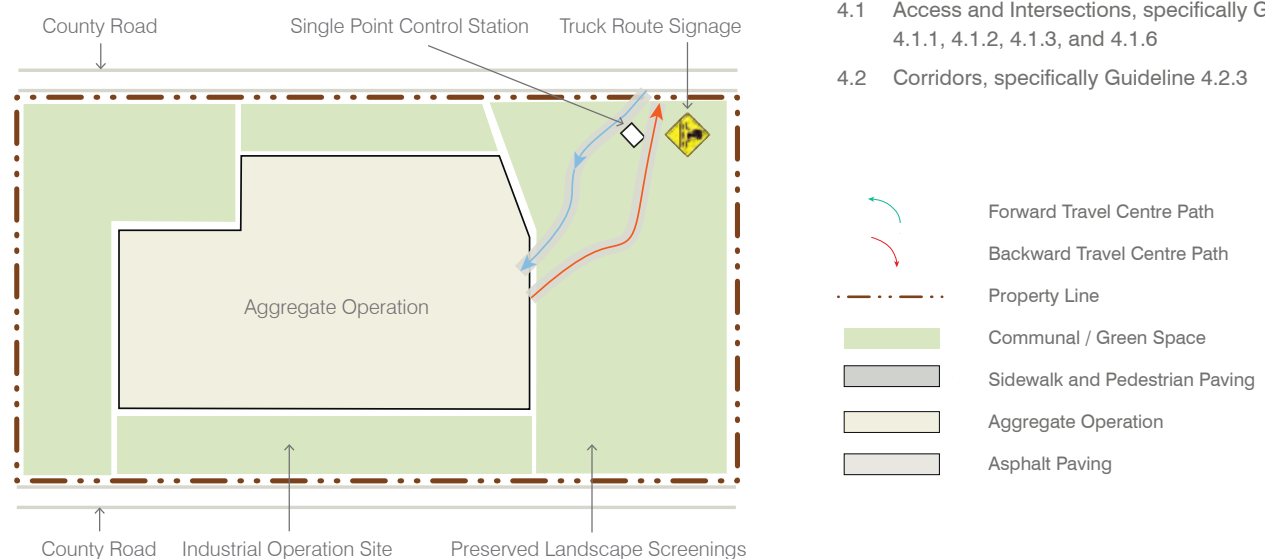 County Road
Single Point Control Station
Truck Route Signage
Aggregate Operation
County Road
Industrial Operation Site
Preserved Landscape Screenings
4.1 Access and Intersections, specifically G
4.1.1, 4.1.2, 4.1.3, and 4.1.6
4.2 Corridors, specifically Guideline 4.2.3
Forward Travel Centre Path
Backward Travel Centre Path
Property Line
Communal / Green Space
Sidewalk and Pedestrian Paving
Aggregate Operation
Asphalt Paving